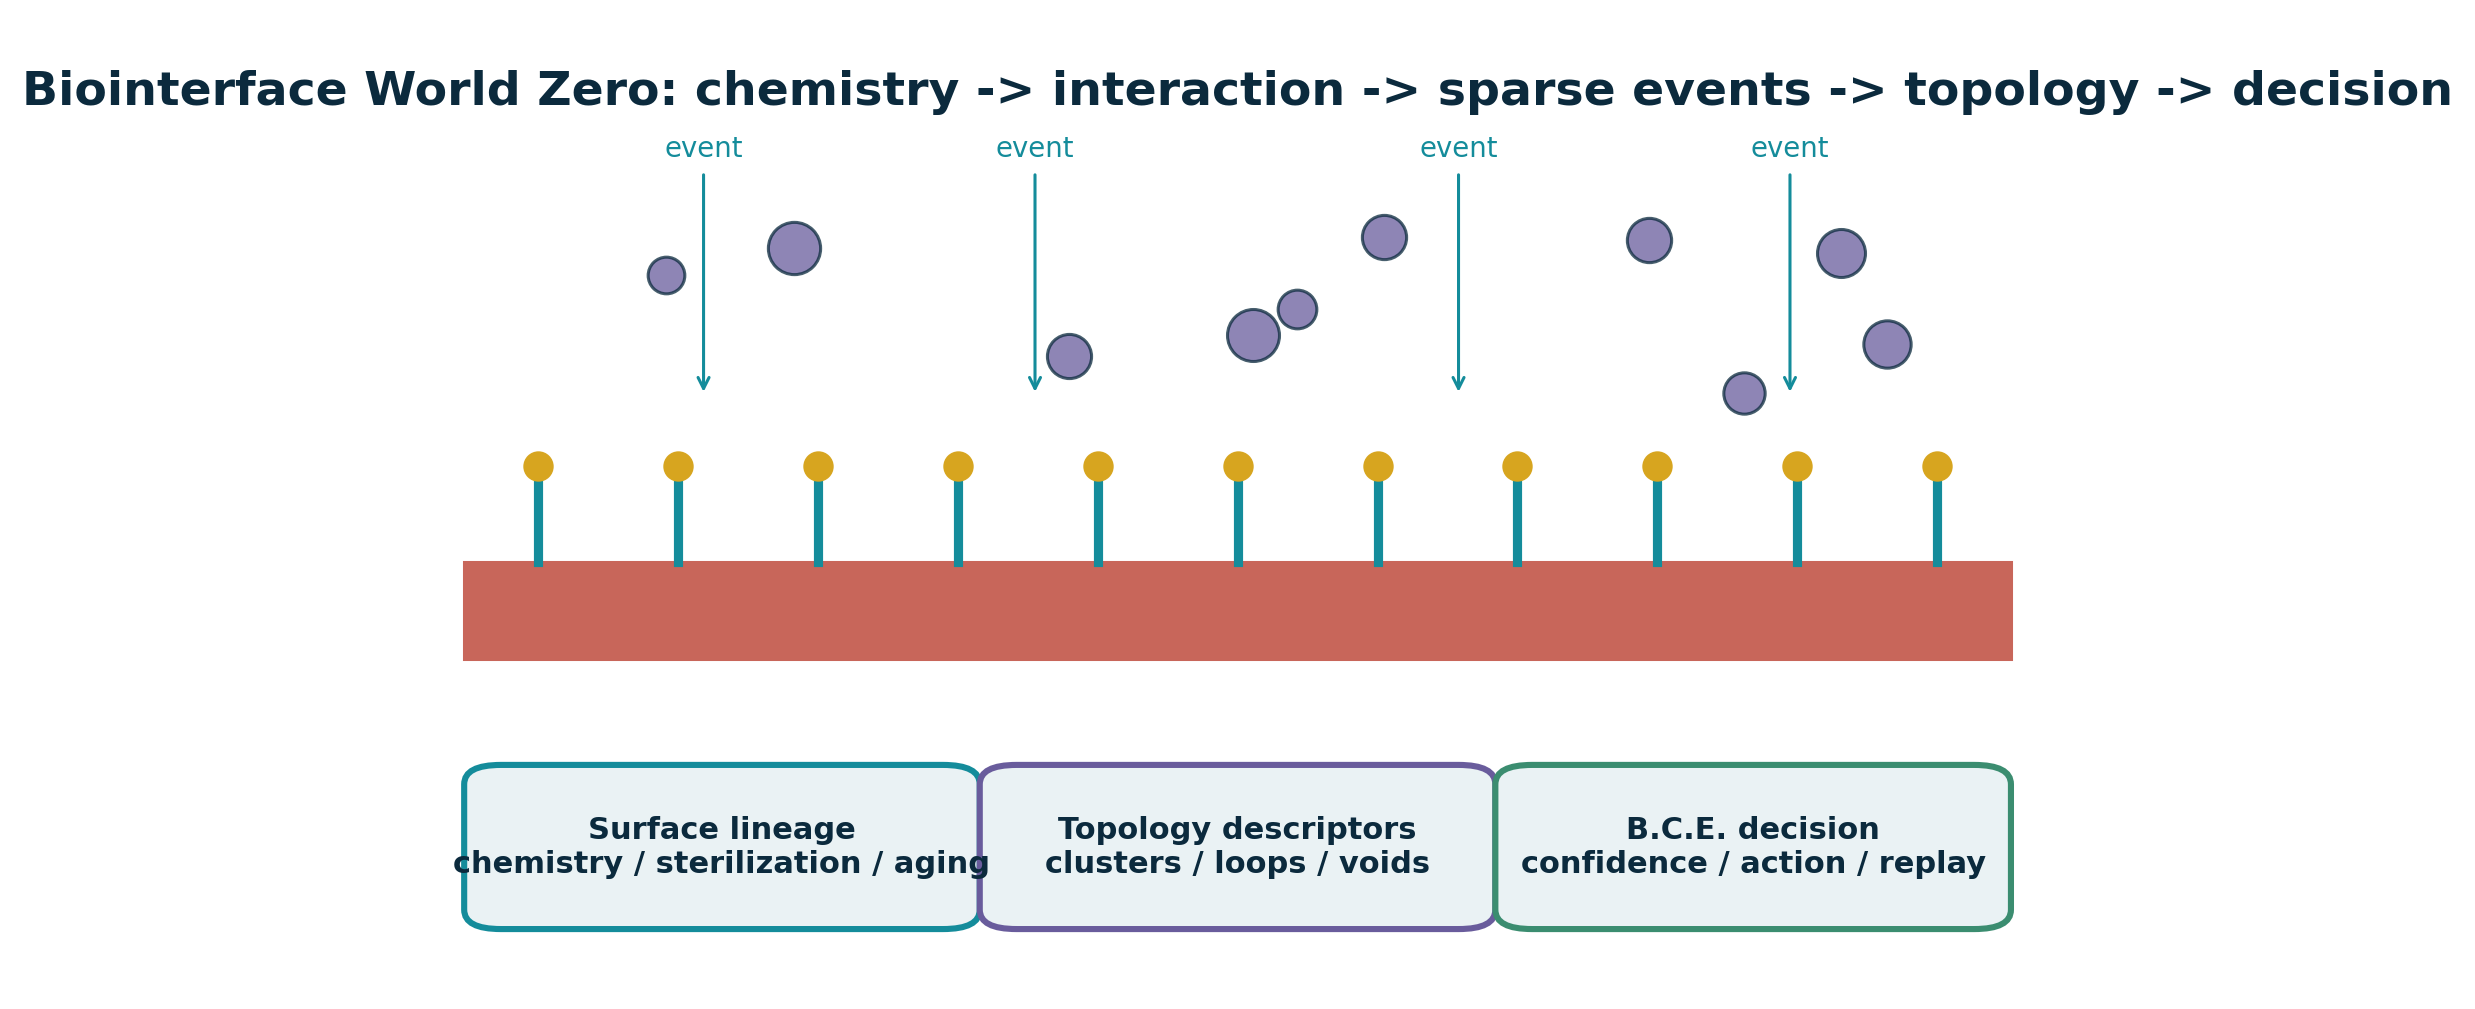 Biointerface World Zero: chemistry -> interaction -> sparse events -> topology -> decision
event
event
event
event
Surface lineage
chemistry / sterilization / aging
Topology descriptors
clusters / loops / voids
B.C.E. decision
confidence / action / replay